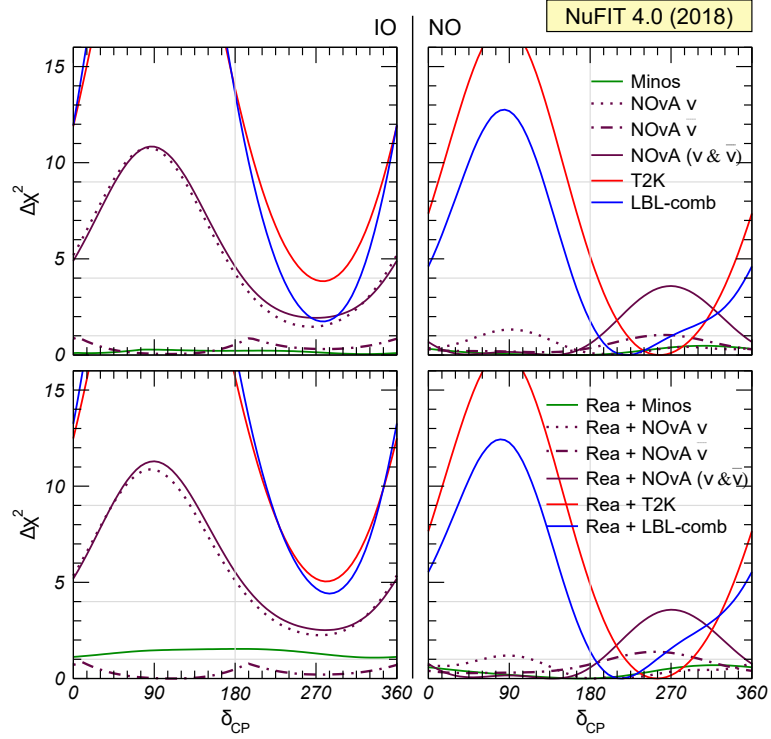 NuFIT 4.0 (2018)
IO NO
Δχ²
15
10
5
0
Minos
NOvA ν
NOvA ν̄
NOvA (ν & ν̄)
T2K
LBL-comb
Δχ²
15
10
5
0
Rea + Minos
Rea + NOvA ν
Rea + NOvA ν̄
Rea + NOvA (ν & ν̄)
Rea + T2K
Rea + LBL-comb
0 90 180 270 360 0 90 180 270 360
δCP δCP